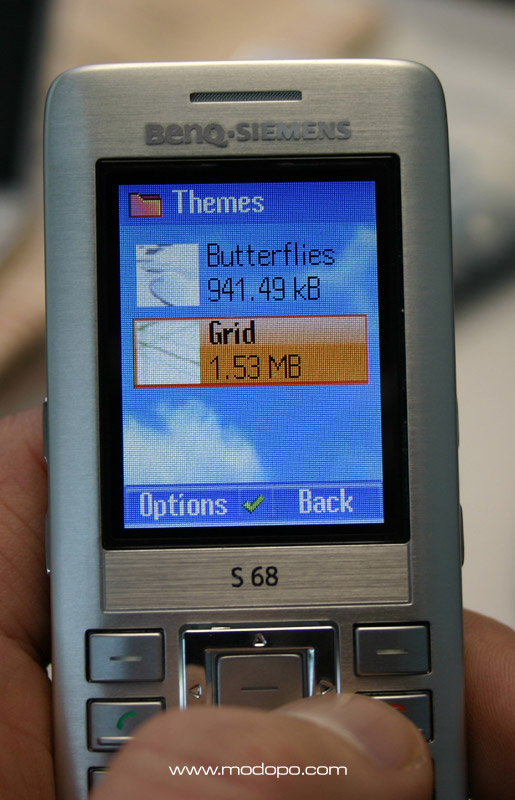 BenQ-SIEMENS
Themes
Butterflies
941.49 kB
Grid
1.53 MB
Options
Back
S 68
www.modopo.com